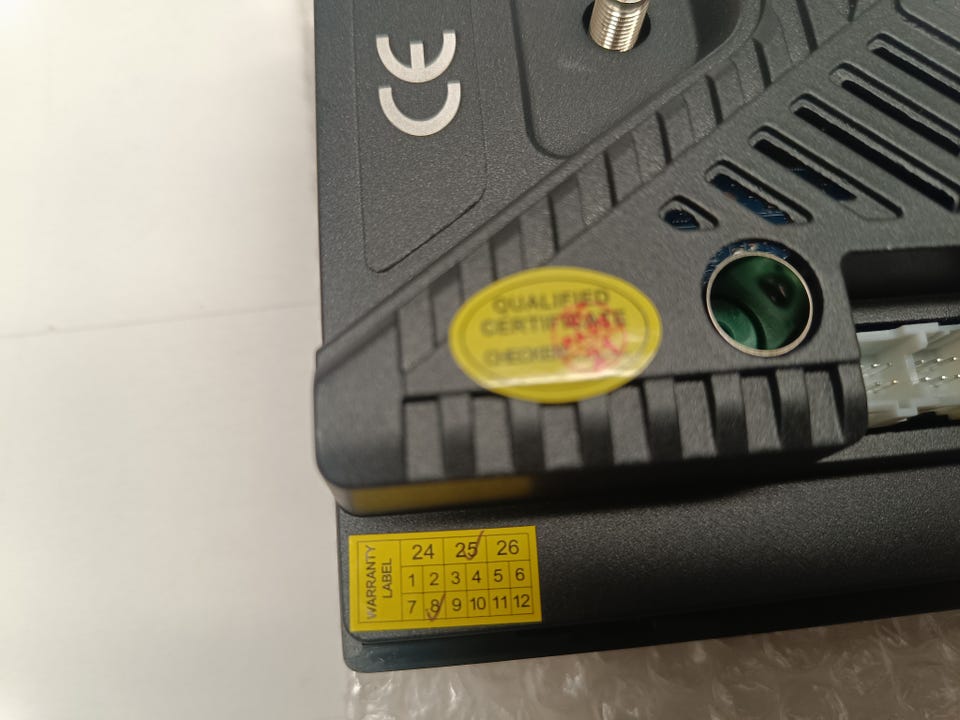 CE
QUALIFIED
CERTIFICATE
WARRANTY
LABEL
24 25 26
1 2 3 4 5 6
7 8 9 10 11 12